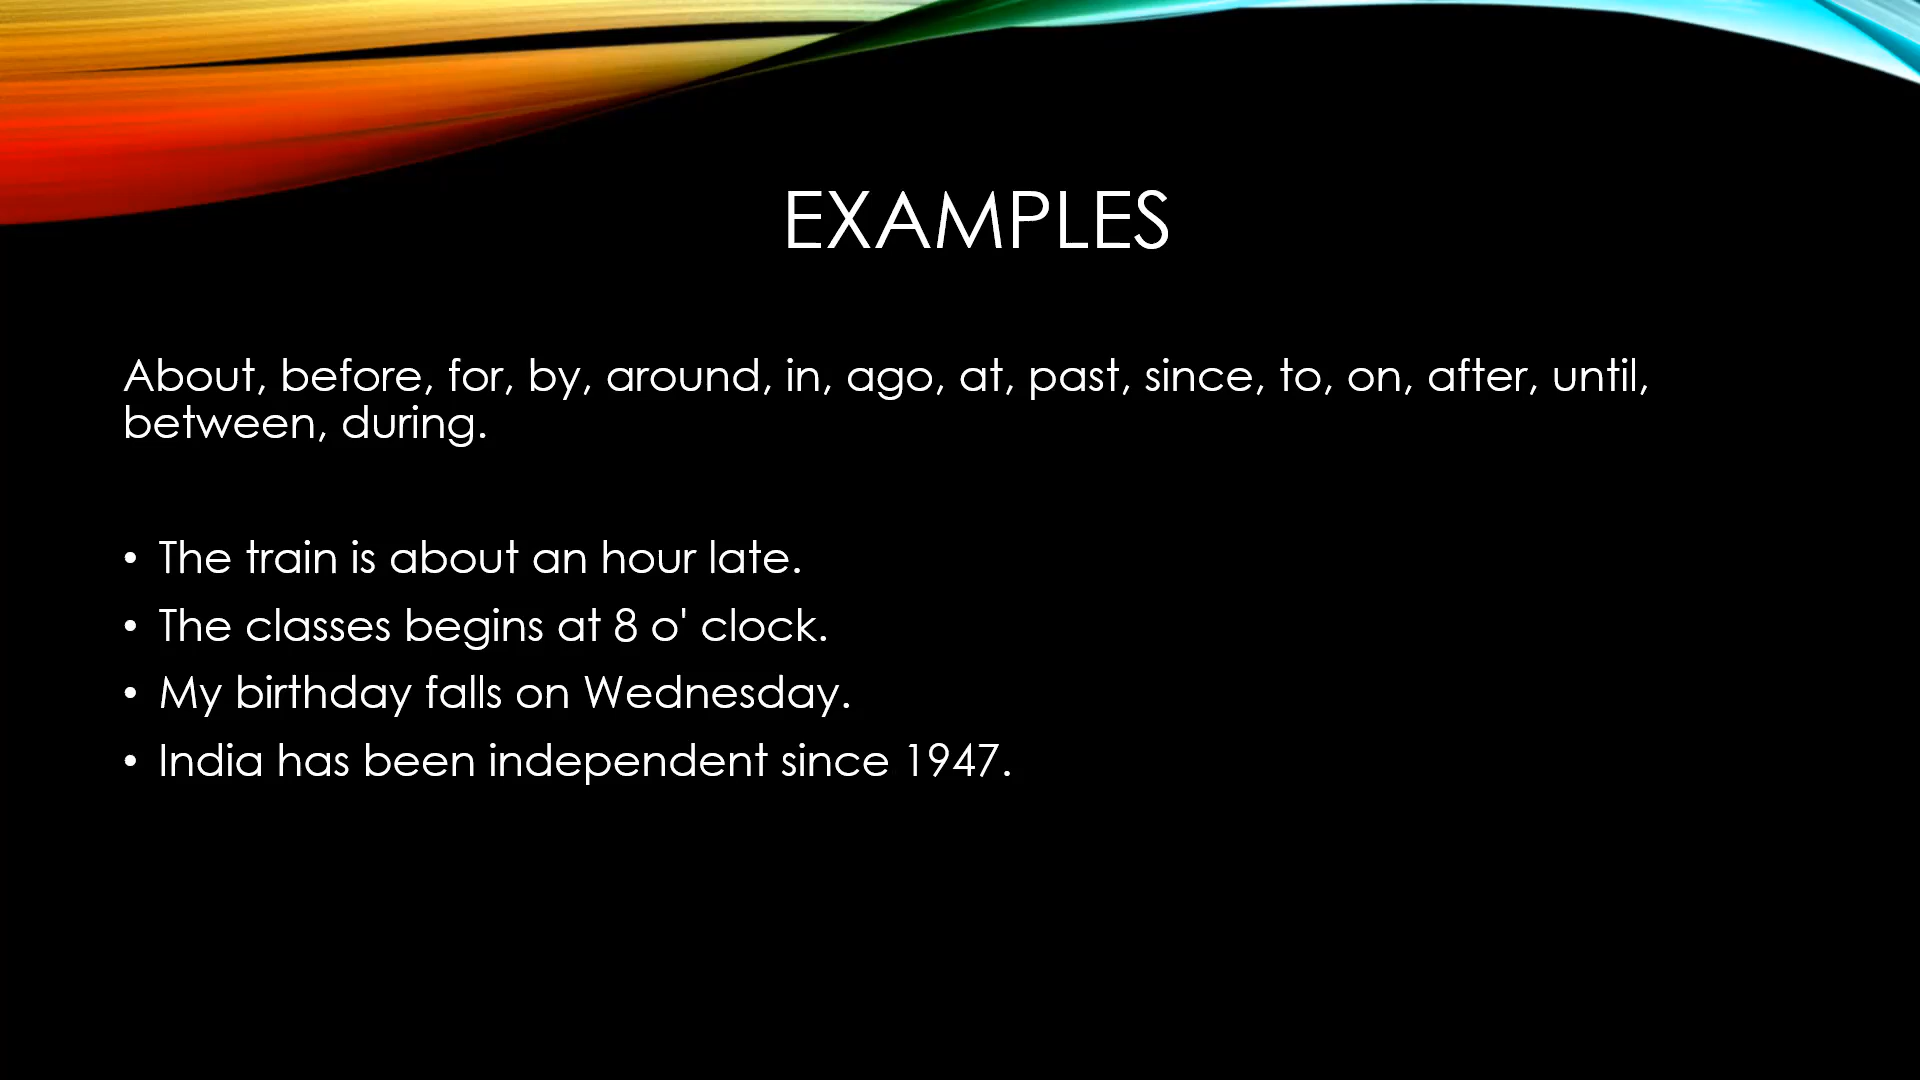 EXAMPLES
About, before, for, by, around, in, ago, at, past, since, to, on, after, until,
between, during.
• The train is about an hour late.
• The classes begins at 8 o' clock.
• My birthday falls on Wednesday.
• India has been independent since 1947.